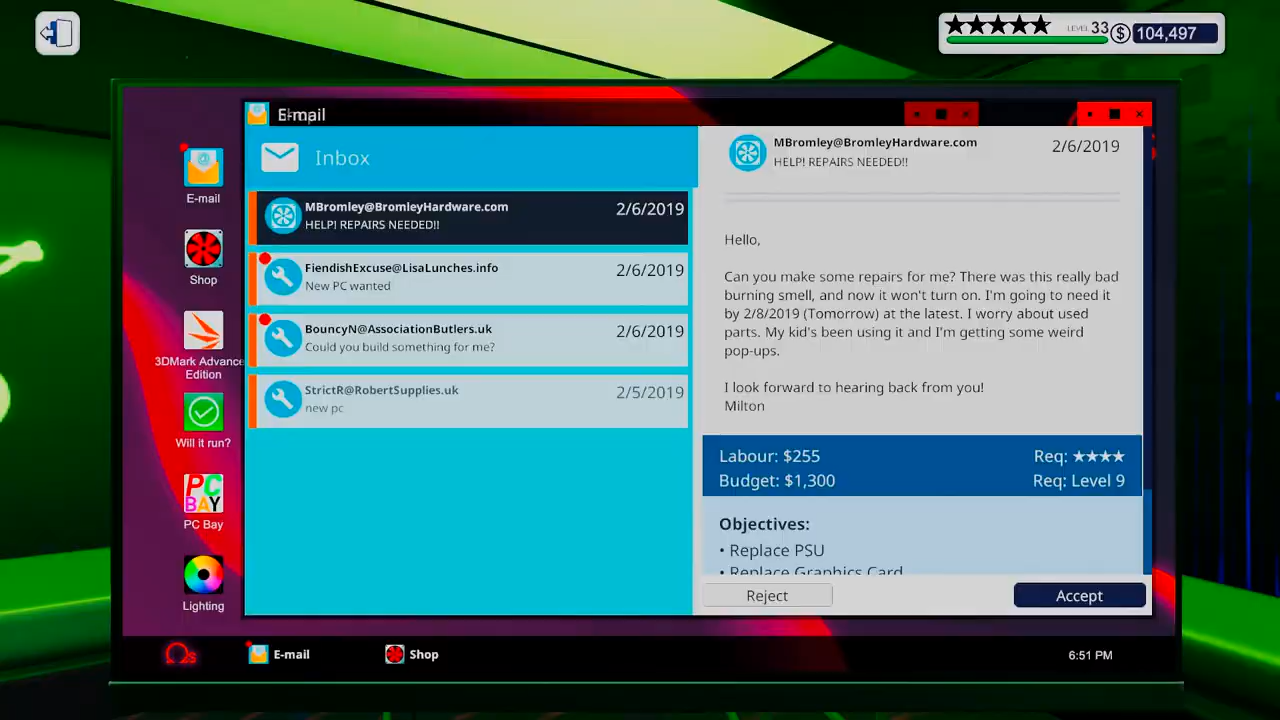 LEVEL 33
$ 104,497
E-mail
Inbox
MBromley@BromleyHardware.com
HELP! REPAIRS NEEDED!!
2/6/2019
FiendishExcuse@LisaLunches.info
New PC wanted
2/6/2019
BouncyN@AssociationButlers.uk
Could you build something for me?
2/6/2019
StrictR@RobertSupplies.uk
new pc
2/5/2019
MBromley@BromleyHardware.com
HELP! REPAIRS NEEDED!!
2/6/2019
Hello,
Can you make some repairs for me? There was this really bad
burning smell, and now it won't turn on. I'm going to need it
by 2/8/2019 (Tomorrow) at the latest. I worry about used
parts. My kid's been using it and I'm getting some weird
pop-ups.
I look forward to hearing back from you!
Milton
Labour: $255
Req: ★★★★
Budget: $1,300
Req: Level 9
Objectives:
• Replace PSU
• Replace Graphics Card
Reject
Accept
E-mail
Shop
3DMark Advance
Edition
Will it run?
PC
BAY
PC Bay
Lighting
E-mail
Shop
6:51 PM